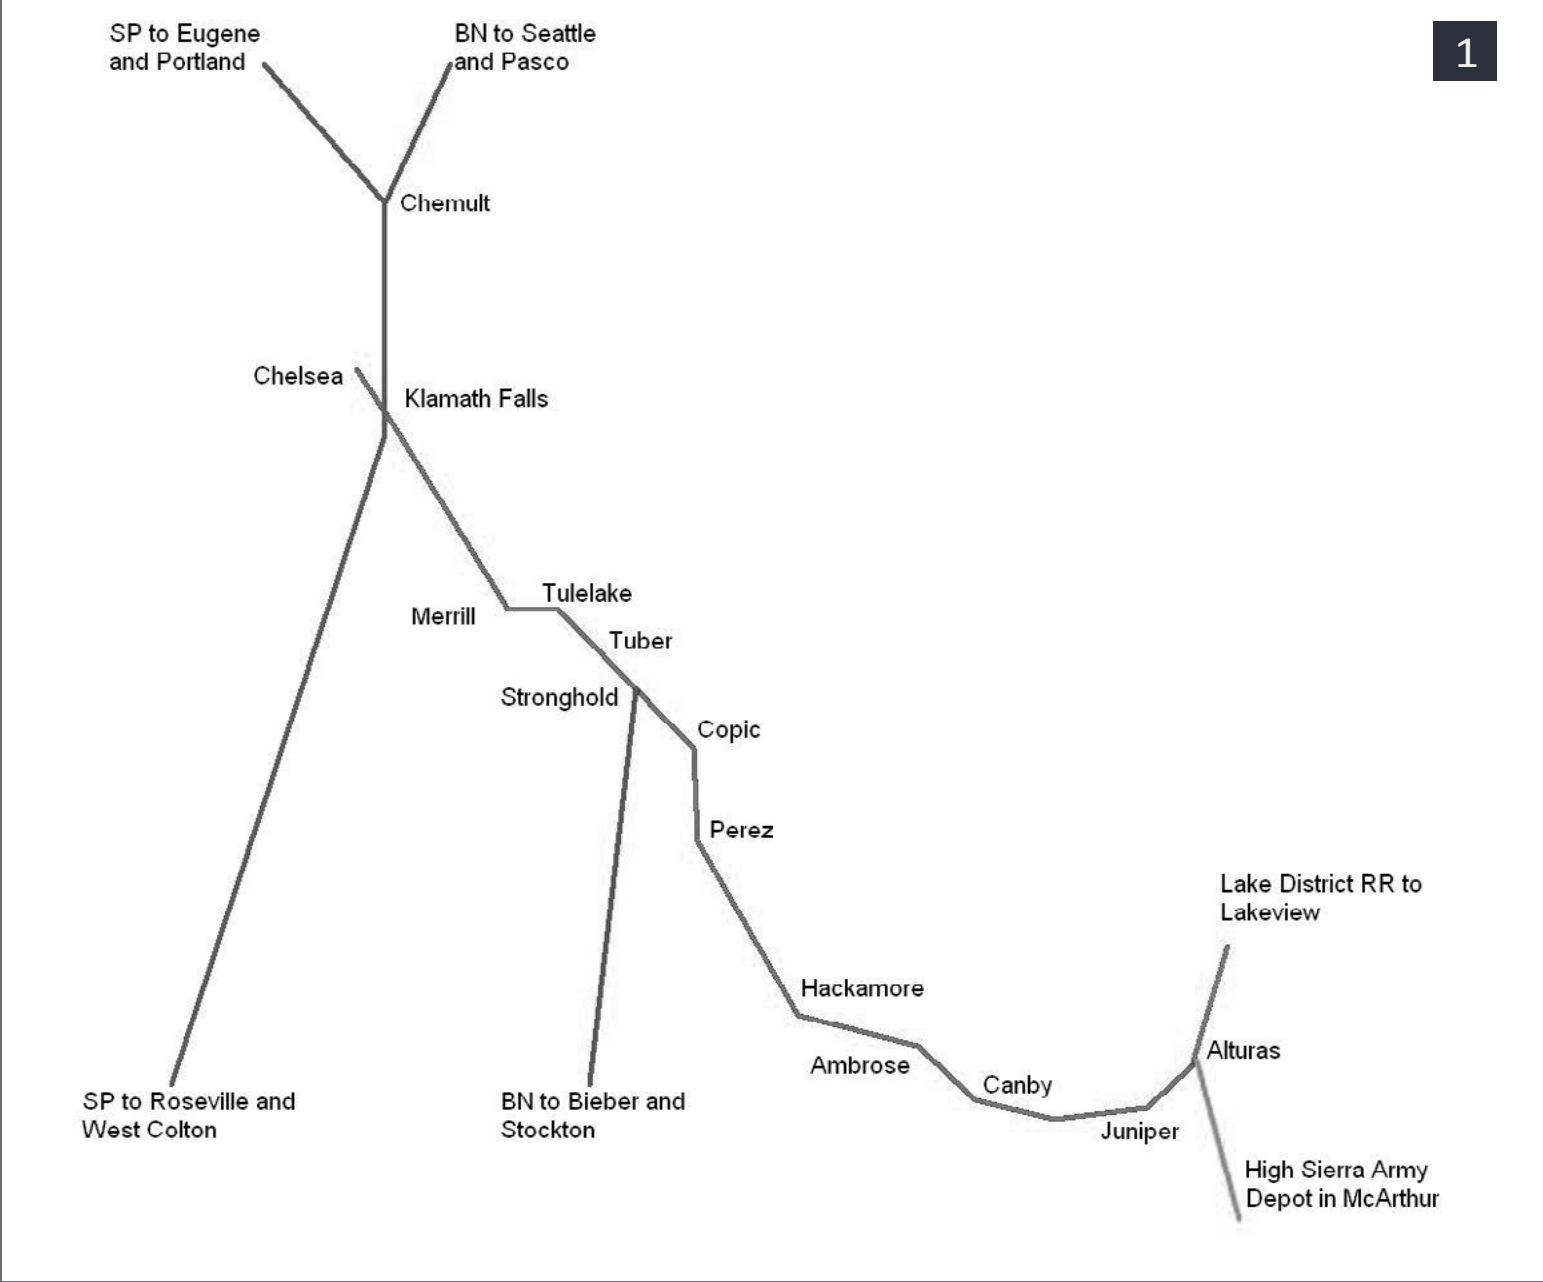 SP to Eugene
and Portland
BN to Seattle
and Pasco
1
Chemult
Chelsea
Klamath Falls
Tulelake
Merrill
Tuber
Stronghold
Copic
Perez
Lake District RR to
Lakeview
Hackamore
Ambrose
Alturas
Canby
SP to Roseville and
West Colton
BN to Bieber and
Stockton
Juniper
High Sierra Army
Depot in McArthur